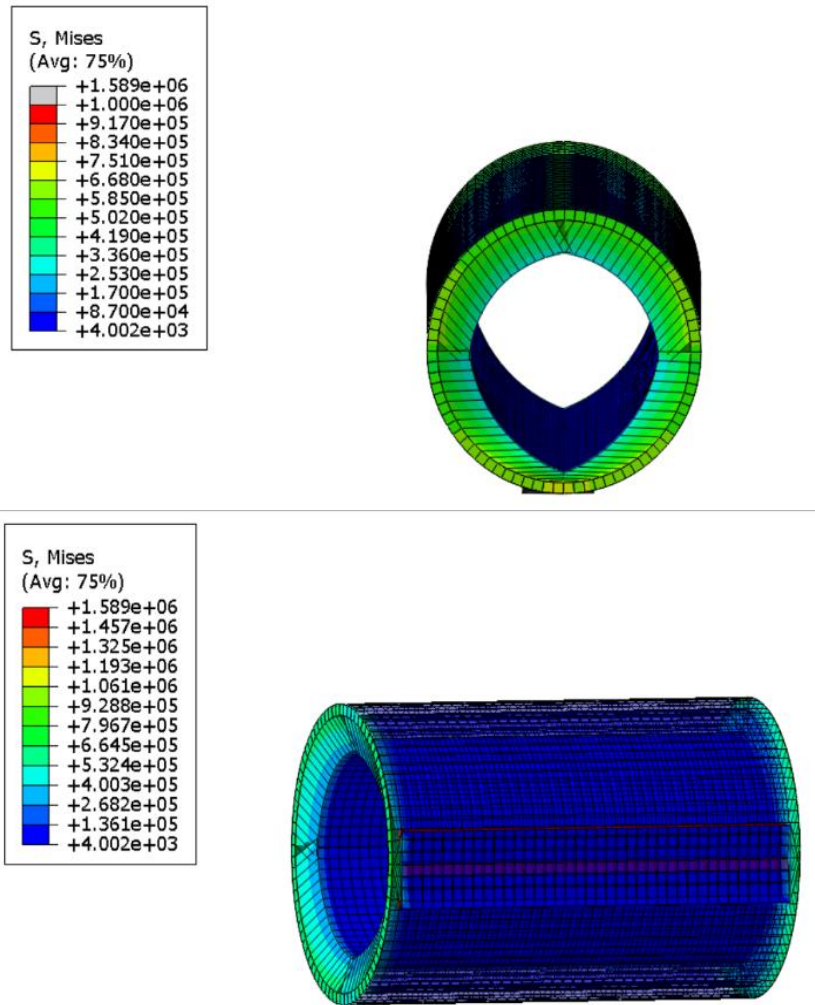 S, Mises
(Avg: 75%)
+1.589e+06
+1.000e+06
+9.170e+05
+8.340e+05
+7.510e+05
+6.680e+05
+5.850e+05
+5.020e+05
+4.190e+05
+3.360e+05
+2.530e+05
+1.700e+05
+8.700e+04
+4.002e+03
S, Mises
(Avg: 75%)
+1.589e+06
+1.457e+06
+1.325e+06
+1.193e+06
+1.061e+06
+9.288e+05
+7.967e+05
+6.645e+05
+5.324e+05
+4.003e+05
+2.682e+05
+1.361e+05
+4.002e+03